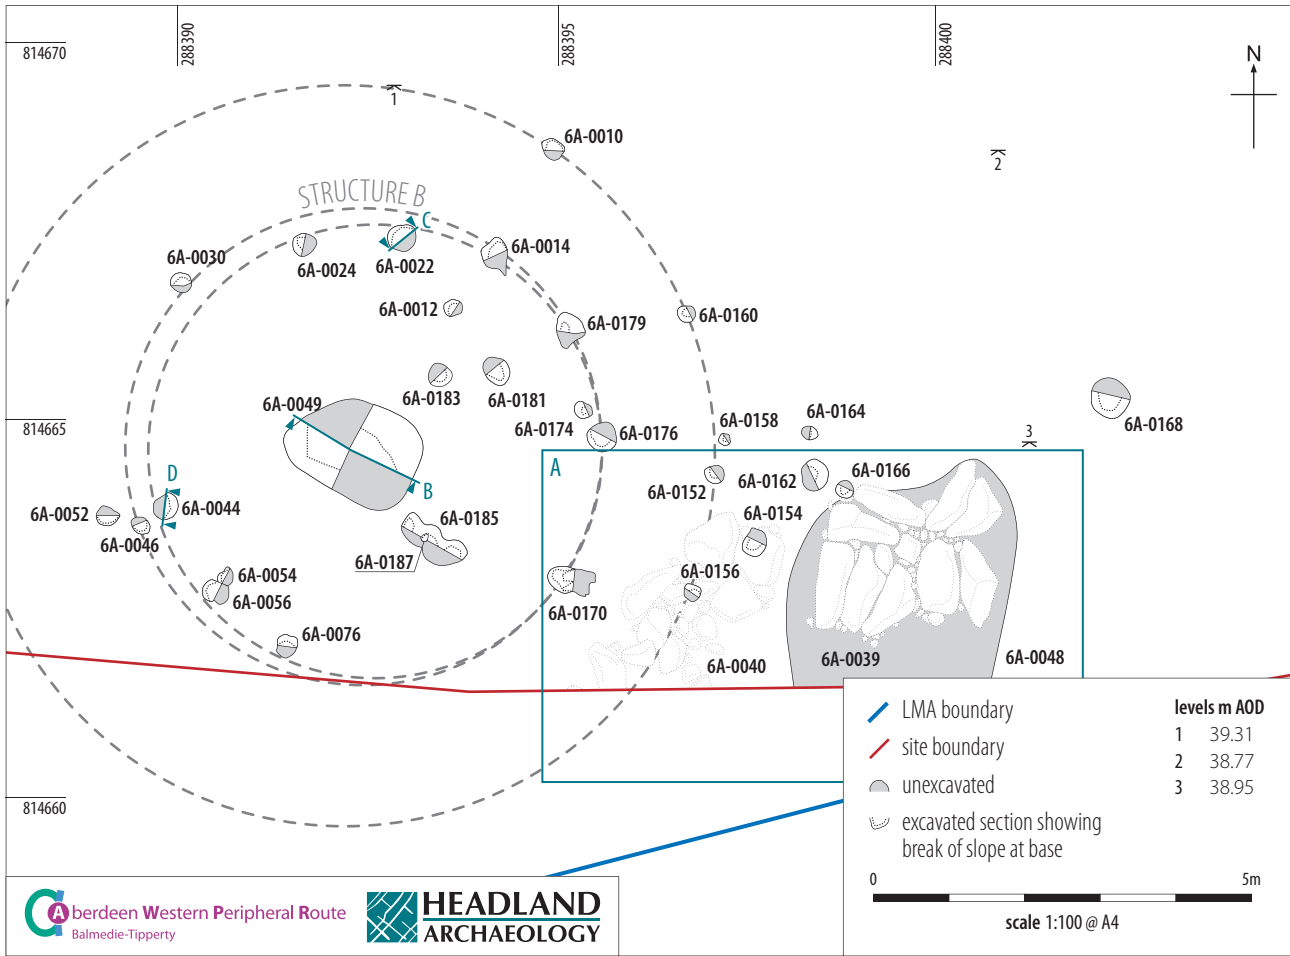 288390
288395
288400
814670
N
1
6A-0010
2
STRUCTURE B
C
6A-0030
6A-0024
6A-0022
6A-0014
6A-0012
6A-0179
6A-0160
6A-0049
6A-0183
6A-0181
6A-0168
814665
6A-0174
6A-0176
6A-0158
6A-0164
3
A
D
B
6A-0152
6A-0162
6A-0166
6A-0052
6A-0044
6A-0046
6A-0185
6A-0187
6A-0154
6A-0054
6A-0056
6A-0156
6A-0170
6A-0076
6A-0040
6A-0039
6A-0048
814660
LMA boundary
site boundary
unexcavated
excavated section showing
break of slope at base
levels m AOD
1 39.31
2 38.77
3 38.95
0 5m
scale 1:100 @ A4
Aberdeen Western Peripheral Route
Balmedie-Tipperty
HEADLAND
ARCHAEOLOGY